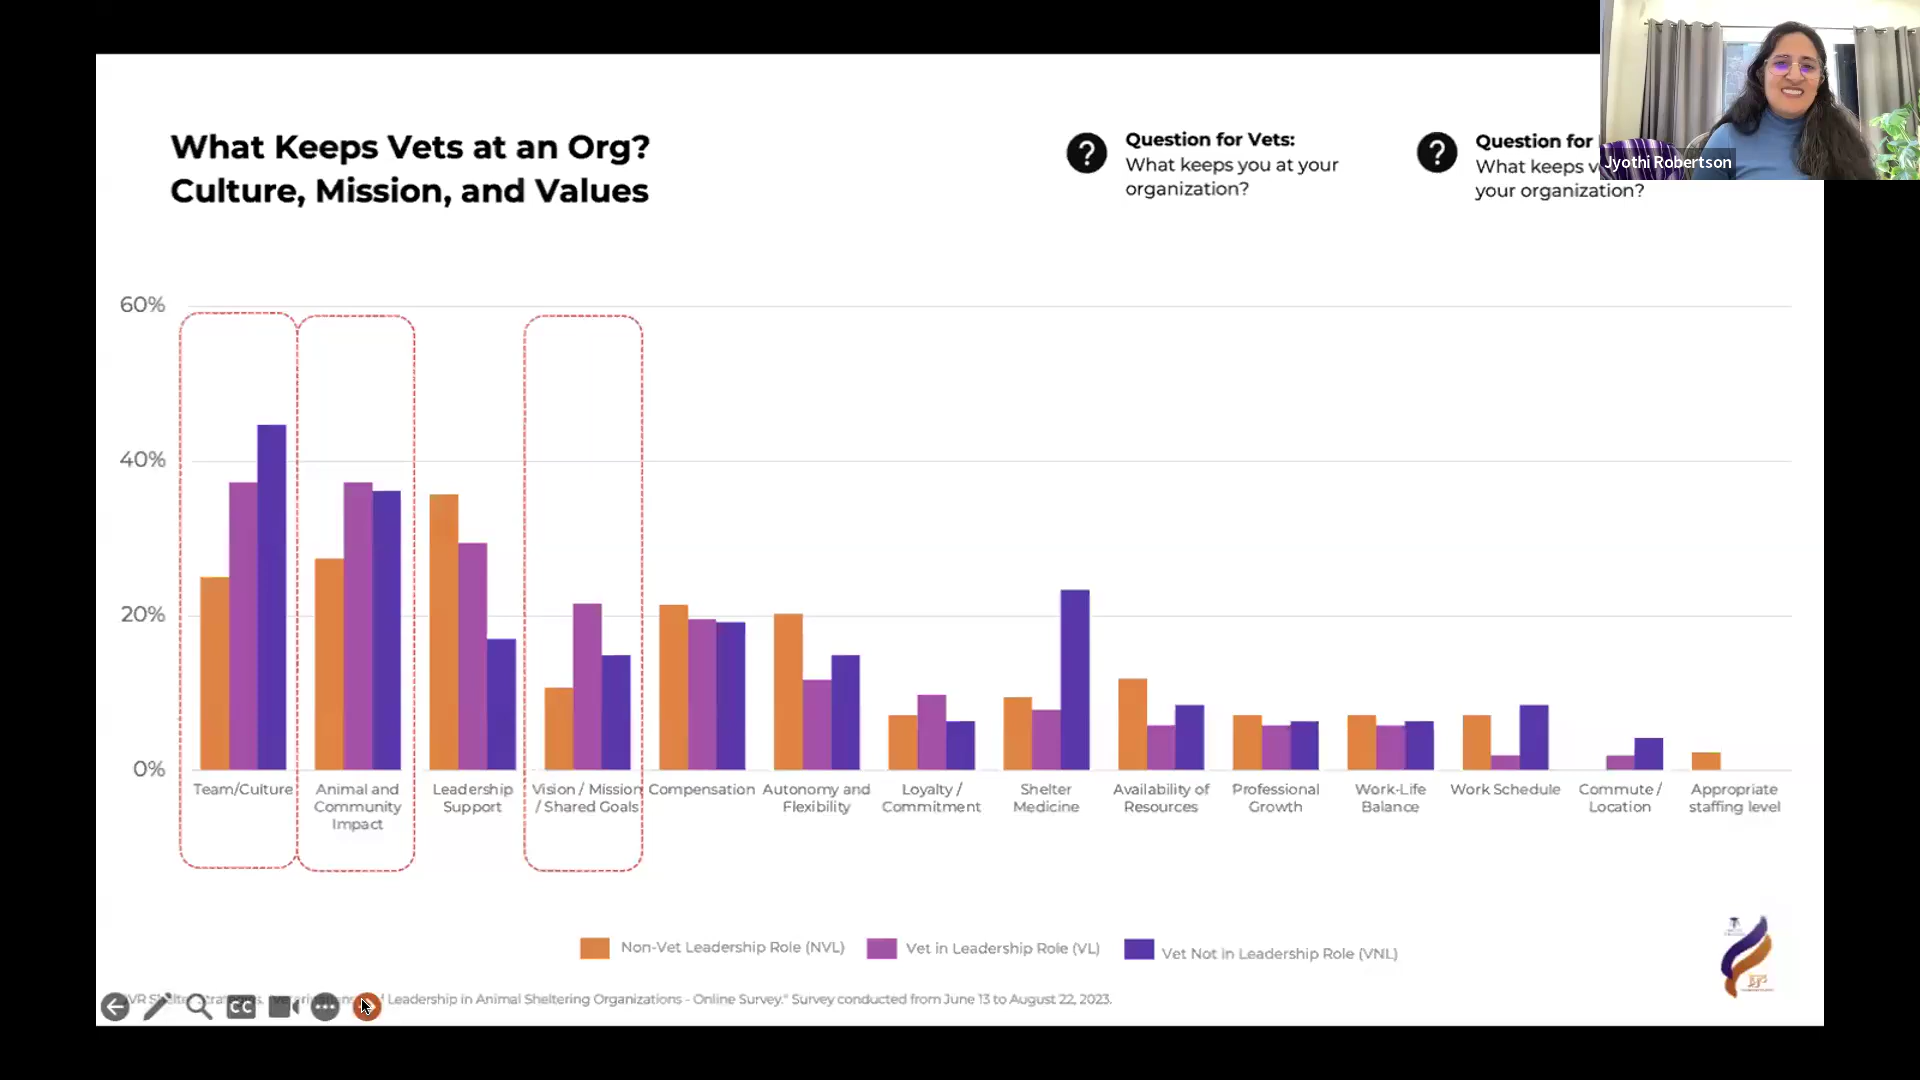 What Keeps Vets at an Org?
Culture, Mission, and Values
?
Question for Vets:
What keeps you at your
organization?
?
Question for
What keeps
your organization?
Jyothi Robertson
60%
40%
20%
0%
Team/Culture
Animal and
Community
Impact
Leadership
Support
Vision / Mission
/ Shared Goals
Compensation
Autonomy and
Flexibility
Loyalty /
Commitment
Shelter
Medicine
Availability of
Resources
Professional
Growth
Work-Life
Balance
Work Schedule
Commute /
Location
Appropriate
staffing level
Non-Vet Leadership Role (NVL)
Vet in Leadership Role (VL)
Vet Not in Leadership Role (VNL)
Leadership in Animal Sheltering Organizations - Online Survey." Survey conducted from June 13 to August 22, 2023.
CC